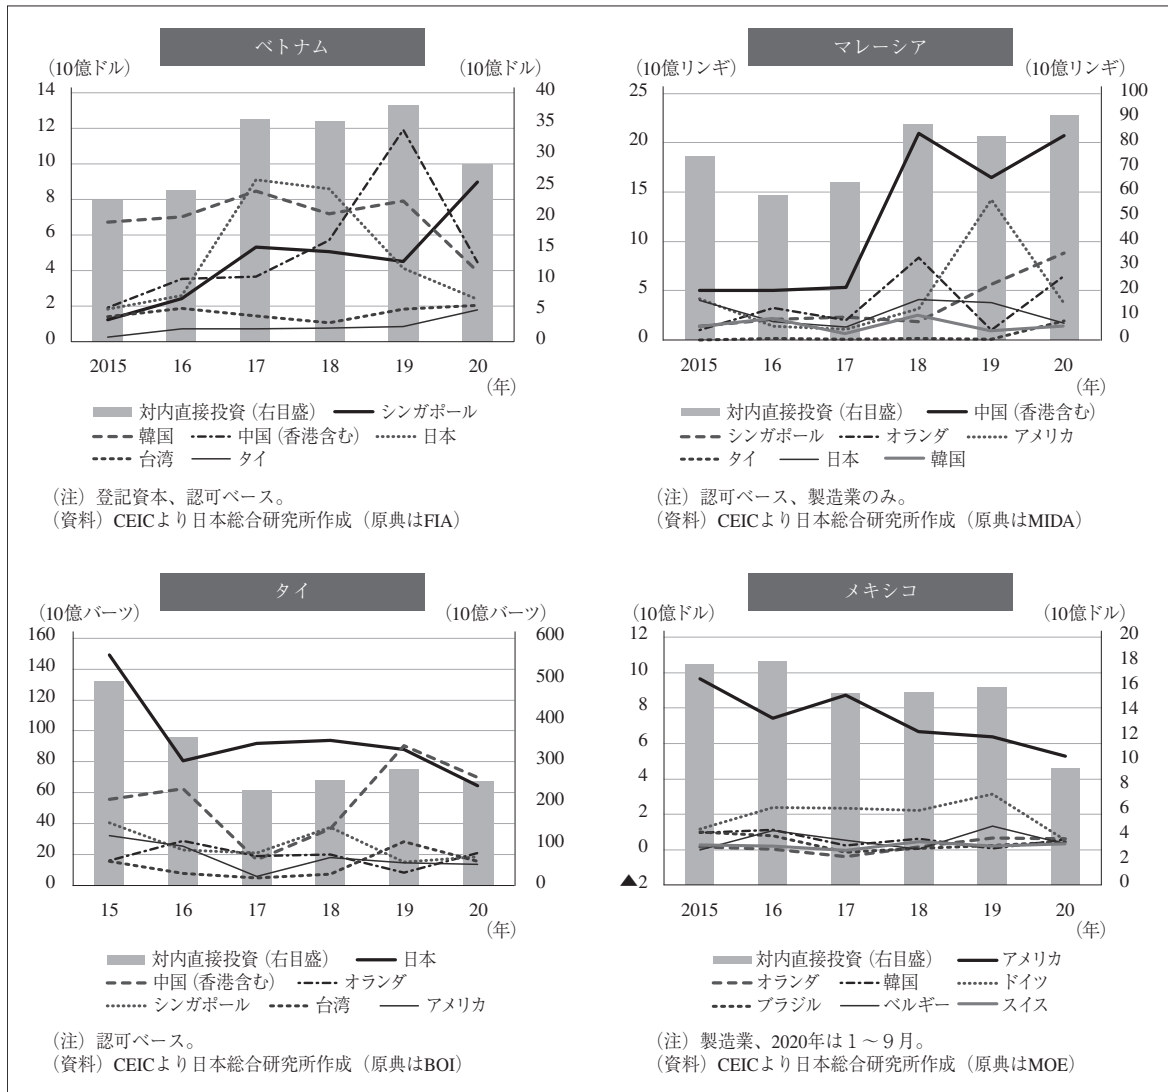 ベトナム
(10億ドル) (10億ドル)
14 40
12 35
10 30
8 25
6 20
4 15
2 10
0 5
0
2015 16 17 18 19 20
(年)
対内直接投資(右目盛) シンガポール
韓国 中国(香港含む) 日本
台湾 タイ
(注)登記資本、認可ベース。
(資料)CEICより日本総合研究所作成(原典はFIA)
マレーシア
(10億リンギ) (10億リンギ)
25 100
20 90
15 80
10 70
5 60
0 50
40
30
20
10
0
2015 16 17 18 19 20
(年)
対内直接投資(右目盛) 中国(香港含む)
シンガポール オランダ アメリカ
タイ 日本 韓国
(注)認可ベース、製造業のみ。
(資料)CEICより日本総合研究所作成(原典はMIDA)
タイ
(10億バーツ) (10億バーツ)
160 600
140 500
120 400
100 300
80 200
60 100
40 0
20
0
15 16 17 18 19 20
(年)
対内直接投資(右目盛) 日本
中国(香港含む) オランダ
シンガポール 台湾 アメリカ
(注)認可ベース。
(資料)CEICより日本総合研究所作成(原典はBOI)
メキシコ
(10億ドル) (10億ドル)
12 20
10 18
8 16
6 14
4 12
2 10
0 8
▲2 6
4
2
0
2015 16 17 18 19 20
(年)
対内直接投資(右目盛) アメリカ
オランダ 韓国 ドイツ
ブラジル ベルギー スイス
(注)製造業、2020年は1~9月。
(資料)CEICより日本総合研究所作成(原典はMOE)